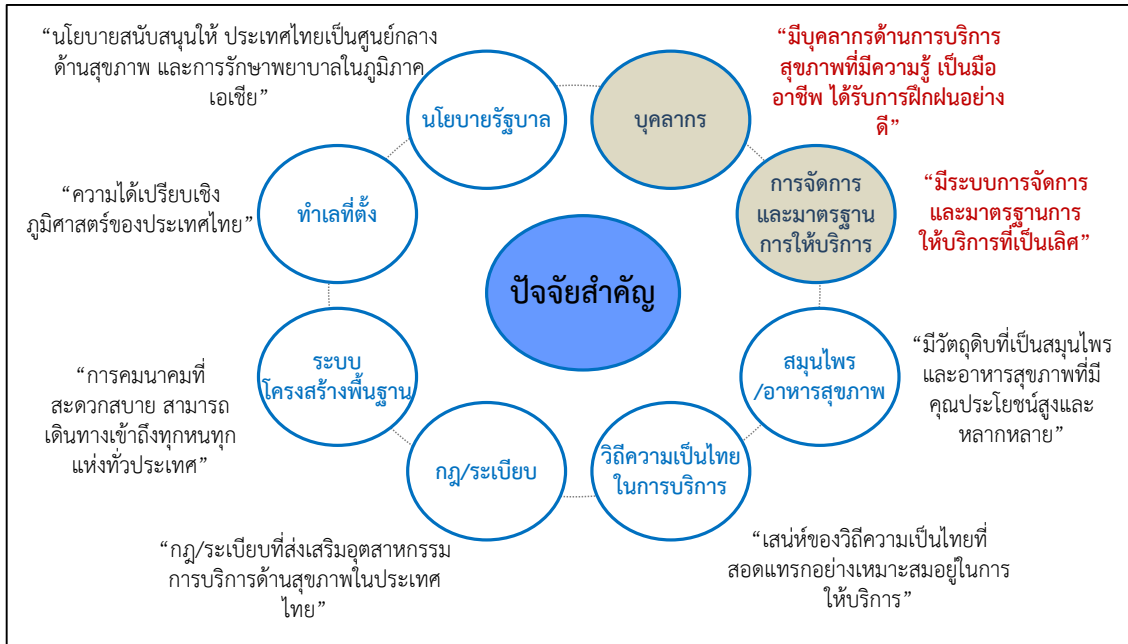 “นโยบายสนับสนุนให้ ประเทศไทยเป็นศูนย์กลาง
ด้านสุขภาพ และการรักษาพยาบาลในภูมิภาค
เอเชีย”
นโยบายรัฐบาล
บุคลากร
“มีบุคลากรด้านการบริการ
สุขภาพที่มีความรู้ เป็นมือ
อาชีพ ได้รับการฝึกฝนอย่าง
ดี”
“ความได้เปรียบเชิง
ภูมิศาสตร์ของประเทศไทย”
ทำเลที่ตั้ง
การจัดการ
และมาตรฐาน
การให้บริการ
“มีระบบการจัดการ
และมาตรฐานการ
ให้บริการที่เป็นเลิศ”
ปัจจัยสำคัญ
“การคมนาคมที่
สะดวกสบาย สามารถ
เดินทางเข้าถึงทุกหนทุก
แห่งทั่วประเทศ”
ระบบ
โครงสร้างพื้นฐาน
สมุนไพร
/อาหารสุขภาพ
“มีวัตถุดิบที่เป็นสมุนไพร
และอาหารสุขภาพที่มี
คุณประโยชน์สูงและ
หลากหลาย”
กฎ/ระเบียบ
วิถีความเป็นไทย
ในการบริการ
“กฎ/ระเบียบที่ส่งเสริมอุตสาหกรรม
การบริการด้านสุขภาพในประเทศ
ไทย”
“เสน่ห์ของวิถีความเป็นไทยที่
สอดแทรกอย่างเหมาะสมอยู่ในการ
ให้บริการ”